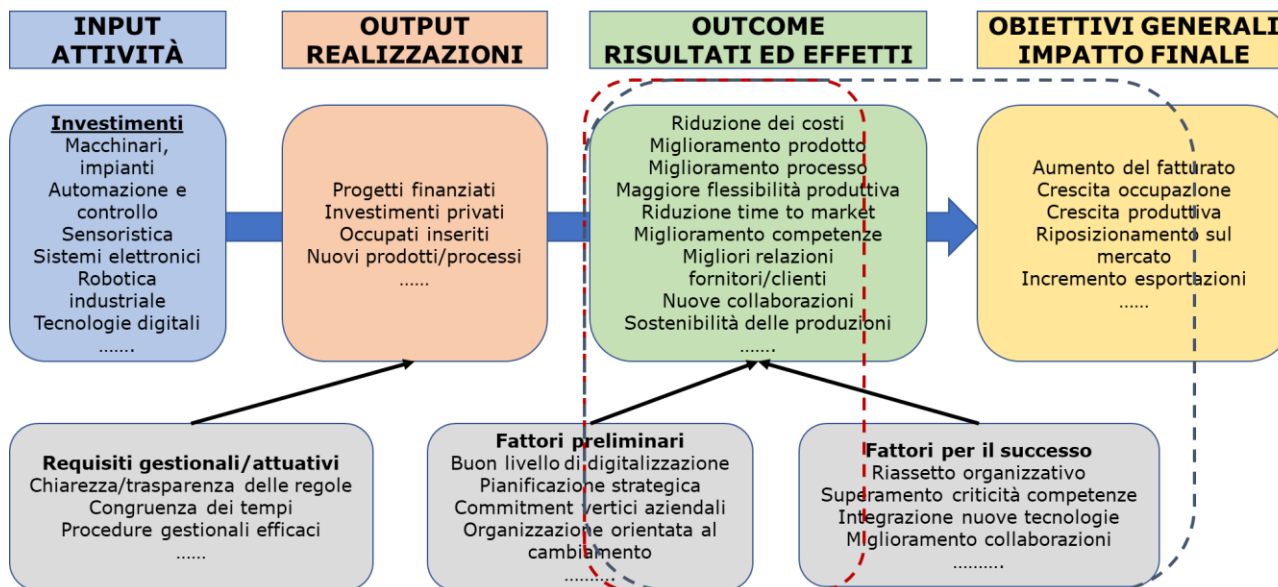 INPUT
ATTIVITÀ
OUTPUT
REALIZZAZIONI
OUTCOME
RISULTATI ED EFFETTI
OBIETTIVI GENERALI
IMPATTO FINALE
Investimenti
Macchinari,
impianti
Automazione e
controllo
Sensoristica
Sistemi elettronici
Robotica
industriale
Tecnologie digitali
…….
Progetti finanziati
Investimenti privati
Occupati inseriti
Nuovi prodotti/processi
……
Riduzione dei costi
Miglioramento prodotto
Miglioramento processo
Maggiore flessibilità produttiva
Riduzione time to market
Miglioramento competenze
Migliori relazioni
fornitori/clienti
Nuove collaborazioni
Sostenibilità delle produzioni
…….
Aumento del fatturato
Crescita occupazione
Crescita produttiva
Riposizionamento sul
mercato
Incremento esportazioni
……
Requisiti gestionali/attuativi
Chiarezza/trasparenza delle regole
Congruenza dei tempi
Procedure gestionali efficaci
……
Fattori preliminari
Buon livello di digitalizzazione
Pianificazione strategica
Commitment vertici aziendali
Organizzazione orientata al
cambiamento
……….
Fattori per il successo
Riassetto organizzativo
Superamento criticità competenze
Integrazione nuove tecnologie
Miglioramento collaborazioni
……….